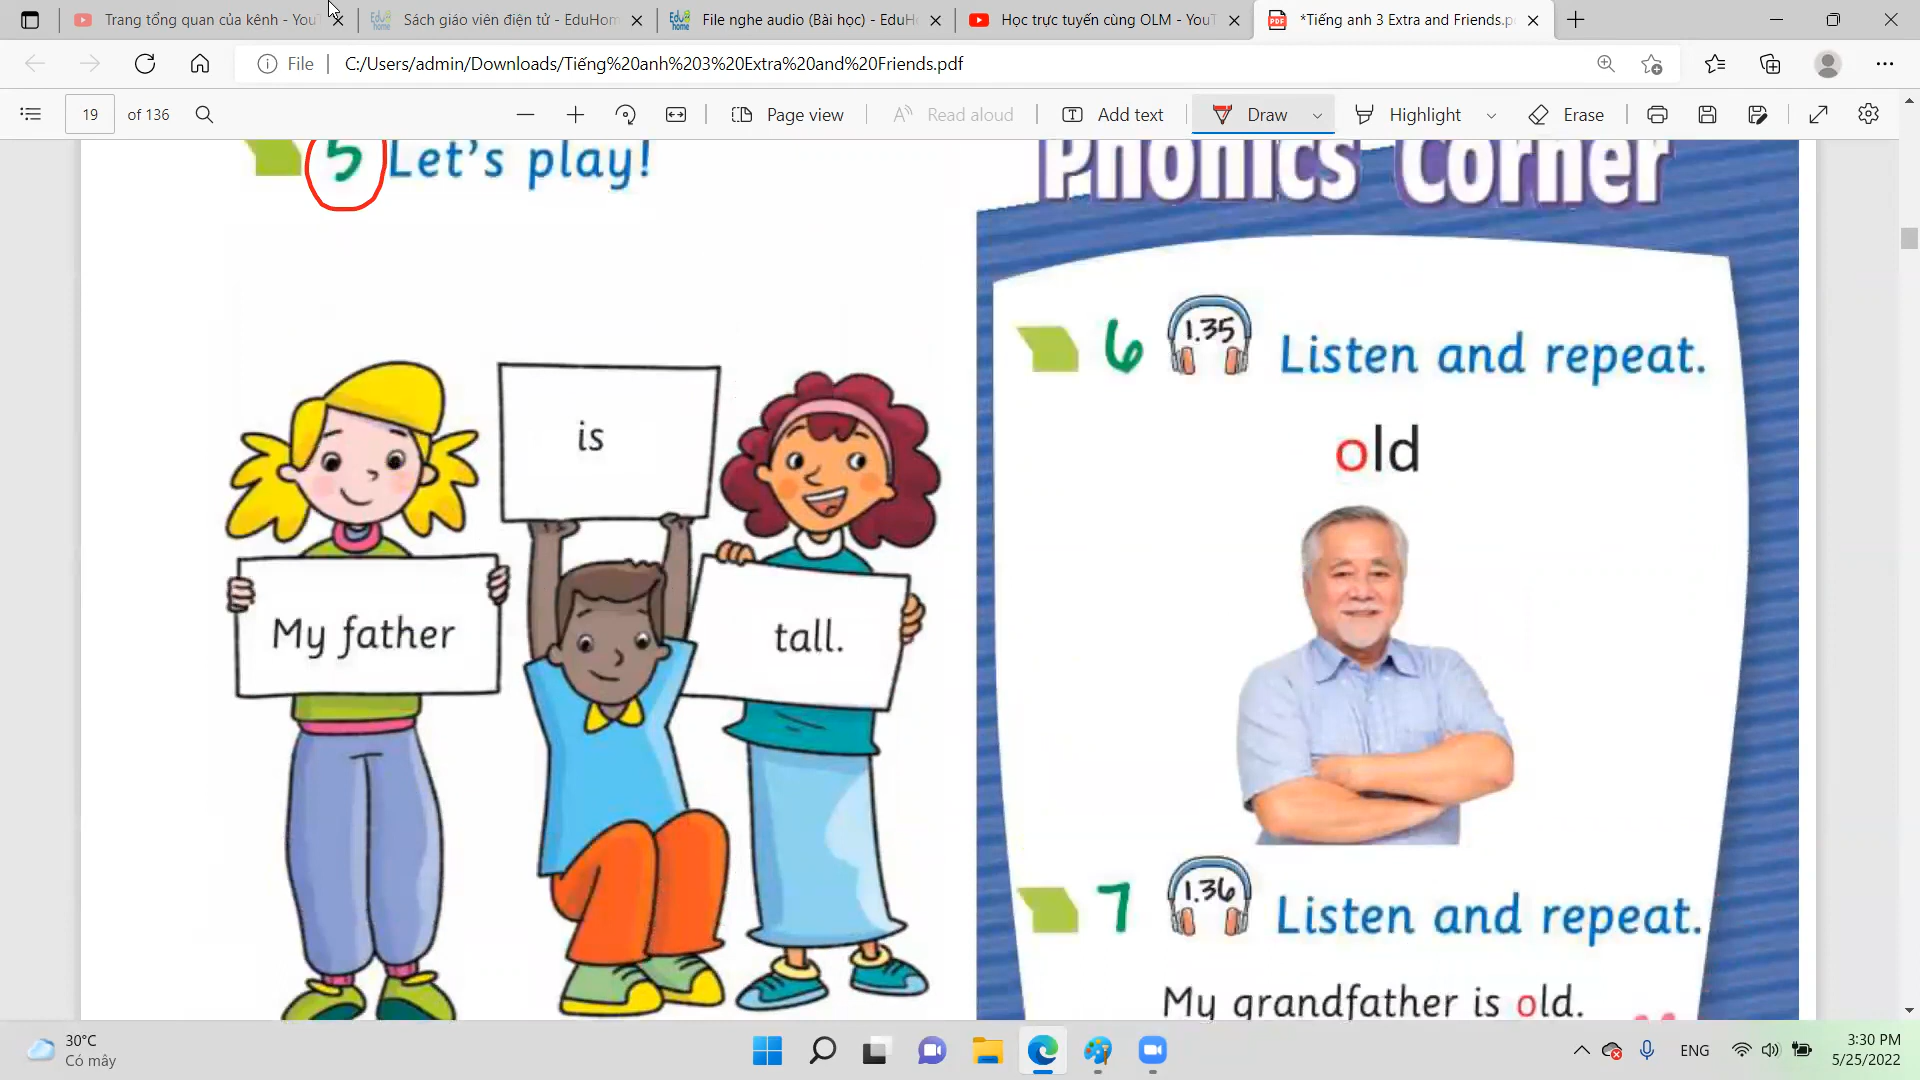 Trang tổng quan của kênh - YouT
Sách giáo viên điện tử - EduHom
File nghe audio (Bài học) - EduH
Học trực tuyến cùng OLM - YouT
*Tiếng anh 3 Extra and Friends.p
File
C:/Users/admin/Downloads/Tiếng%20anh%203%20Extra%20and%20Friends.pdf
19 of 136
Page view
Read aloud
Add text
Draw
Highlight
Erase
5 Let's play!
is
My father
tall.
Phonics Corner
6 1.35 Listen and repeat.
old
7 1.36 Listen and repeat.
My grandfather is old.
30°C
Có mây
ENG
3:30 PM
5/25/2022